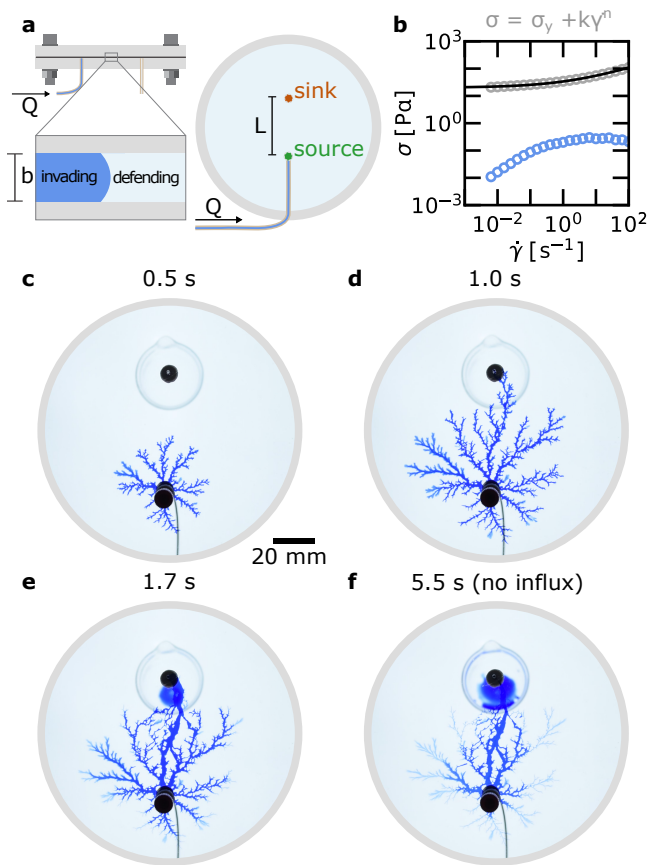 a
Q
b
invading
defending
sink
L
source
Q
b
σ = σy +kγⁿ
σ [Pa]
10³
10⁰
10⁻³
10⁻² 10⁰ 10²
γ̇ [s⁻¹]
c
0.5 s
d
1.0 s
20 mm
e
1.7 s
f
5.5 s (no influx)